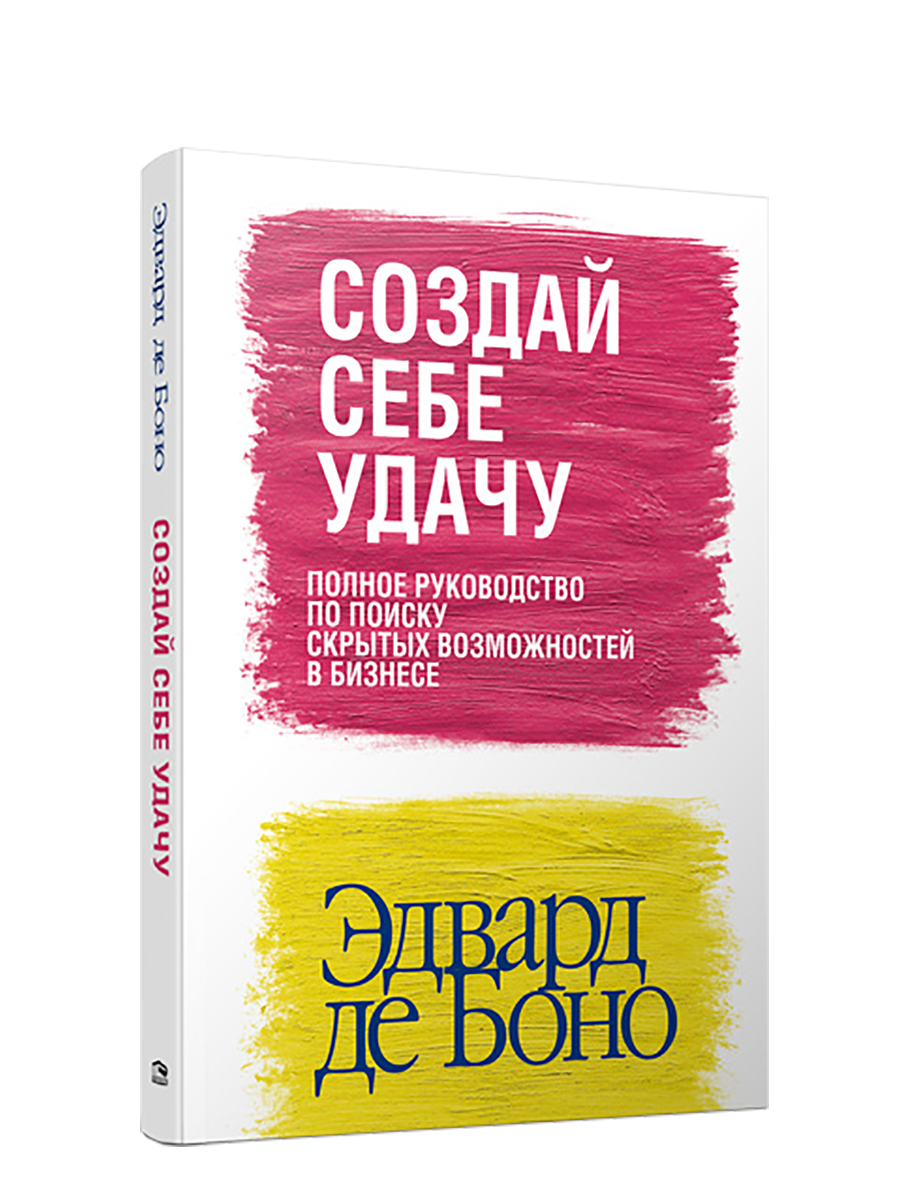 СОЗДАЙ
СЕБЕ
УДАЧУ
ПОЛНОЕ РУКОВОДСТВО
ПО ПОИСКУ
СКРЫТЫХ ВОЗМОЖНОСТЕЙ
В БИЗНЕСЕ
Эдвард
де Боно
Эдвард де Боно
СОЗДАЙ СЕБЕ УДАЧУ